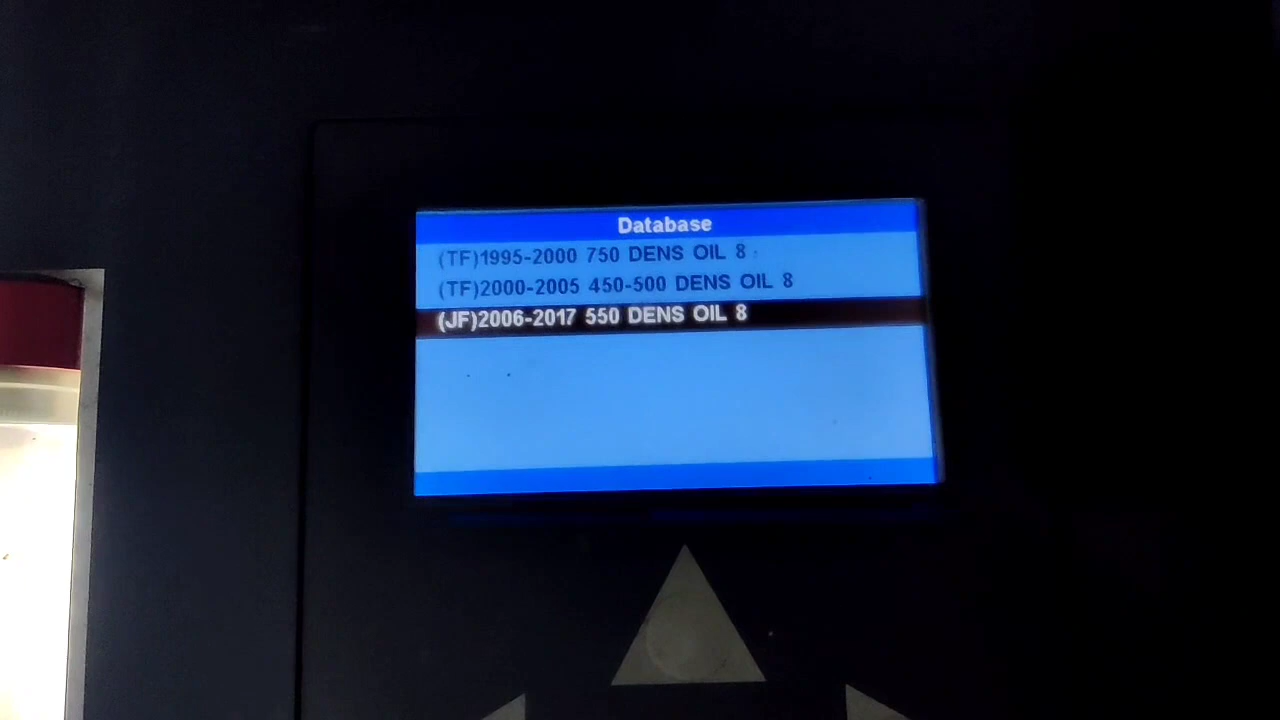 Database
(TF)1995-2000 750 DENS OIL 8
(TF)2000-2005 450-500 DENS OIL 8
(JF)2006-2017 550 DENS OIL 8